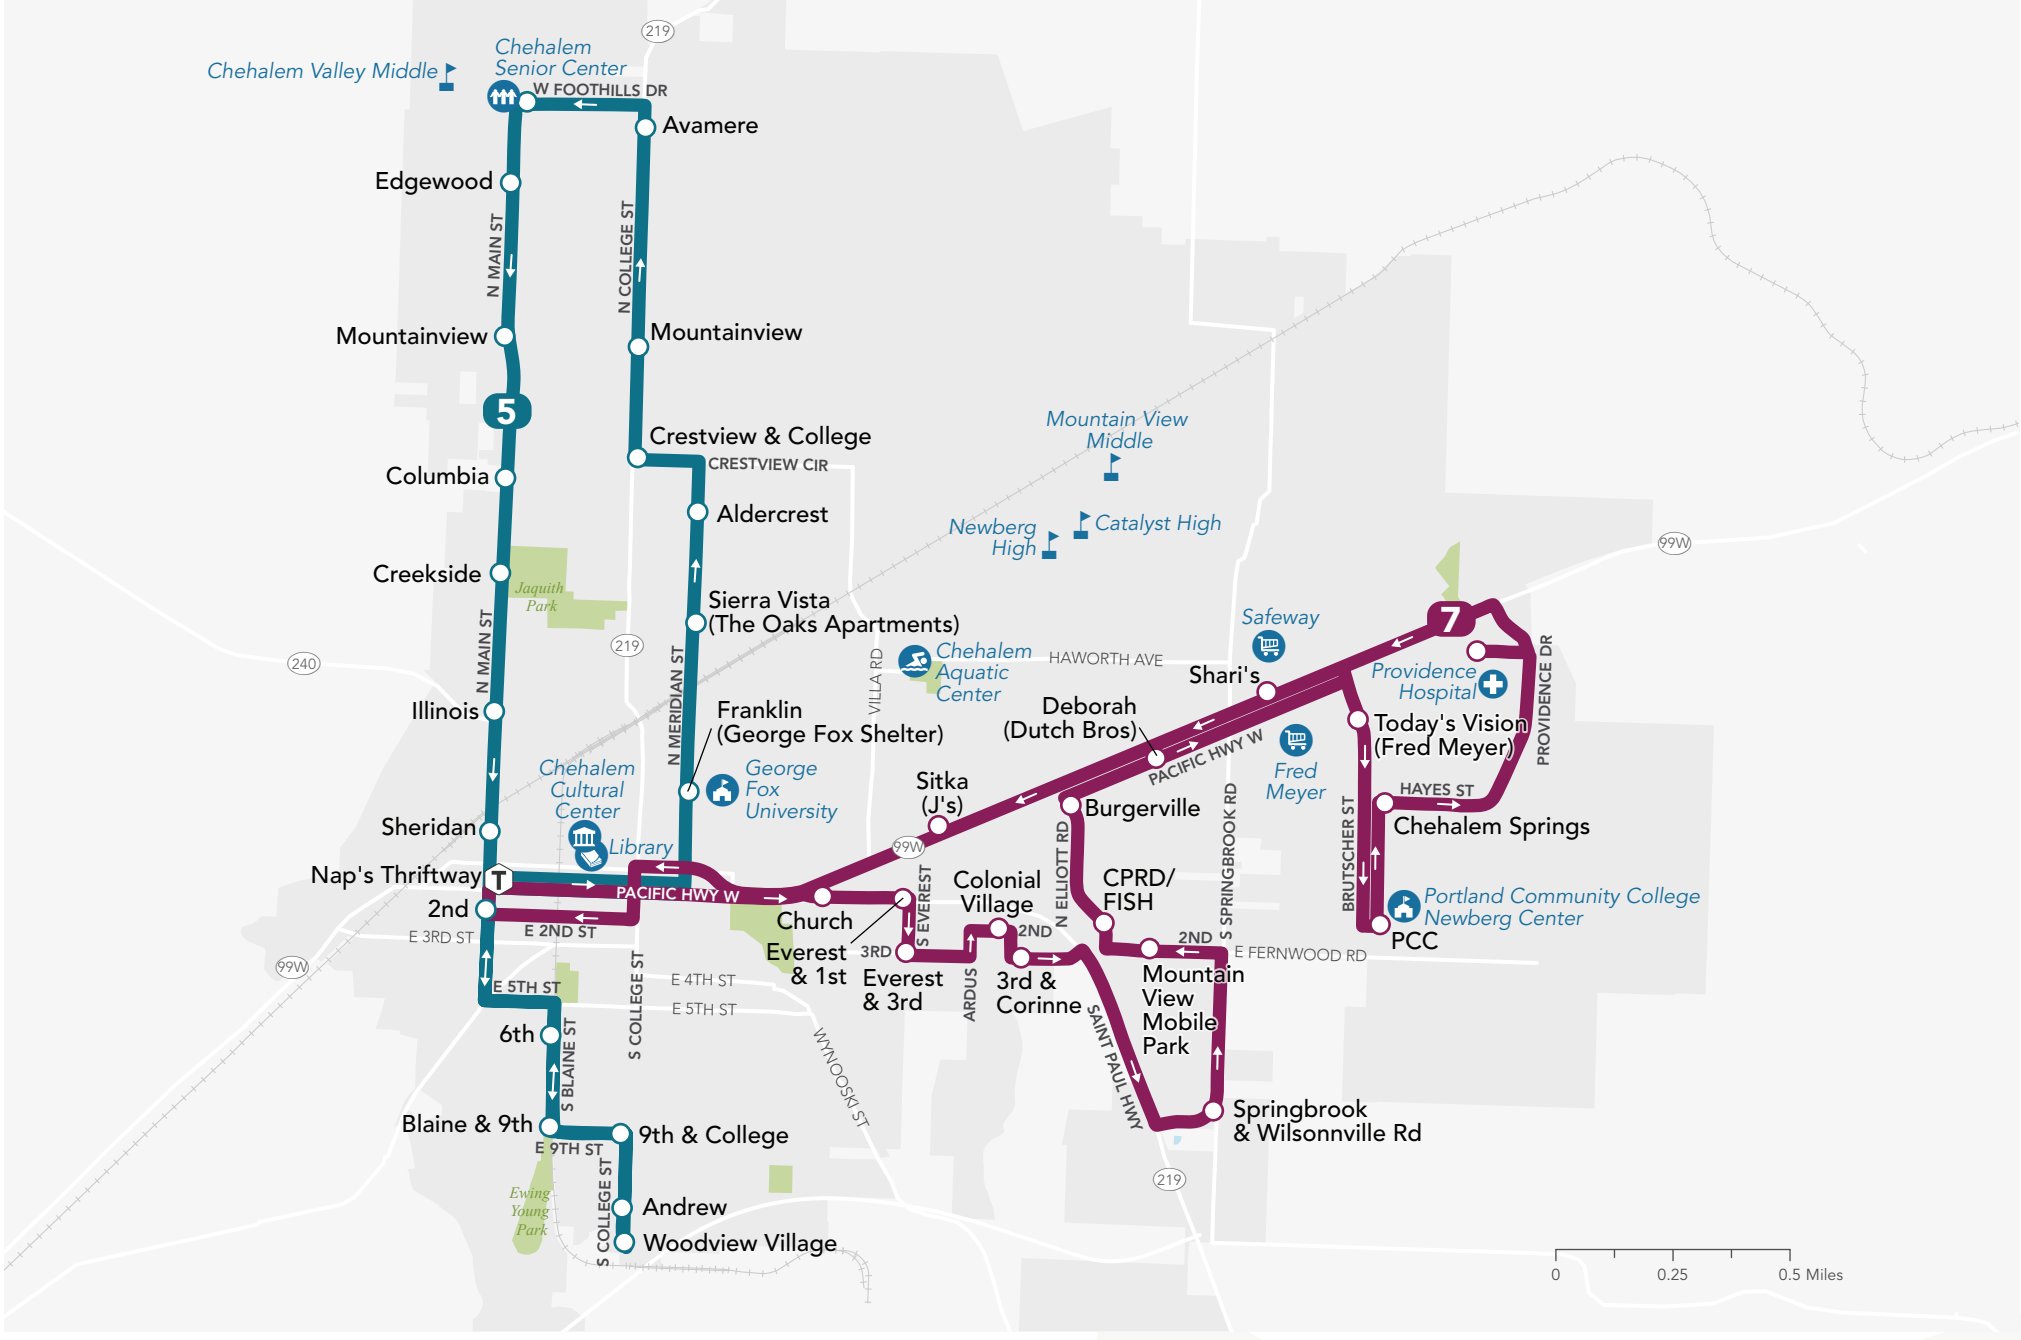 219
Chehalem
Senior Center
Chehalem Valley Middle
W FOOTHILLS DR
Avamere
Edgewood
N MAIN ST
N COLLEGE ST
Mountainview
Mountainview
5
Crestview & College
CRESTVIEW CIR
Columbia
Aldercrest
Mountain View
Middle
Newberg
High
Catalyst High
99W
Creekside
Jaquith
Park
Sierra Vista
(The Oaks Apartments)
N MAIN ST
219
240
N MERIDIAN ST
VILLA RD
Chehalem
Aquatic
Center
HAWORTH AVE
Safeway
Shari's
7
Providence
Hospital
PROVIDENCE DR
Illinois
Franklin
(George Fox Shelter)
Deborah
(Dutch Bros)
PACIFIC HWY W
Today's Vision
(Fred Meyer)
Fred
Meyer
Chehalem
Cultural
Center
George
Fox
University
Sitka
(J's)
Burgerville
HAYES ST
Chehalem Springs
Sheridan
Library
99W
N ELLIOTT RD
S SPRINGBROOK RD
BRUTSCHER ST
Nap's Thriftway
T
PACIFIC HWY W
S EVEREST
Colonial
Village
CPRD/
FISH
Portland Community College
Newberg Center
2nd
E 2ND ST
E 3RD ST
Church
Everest
& 1st
3RD
Everest
& 3rd
2ND
2ND
E FERNWOOD RD
PCC
99W
E 5TH ST
S COLLEGE ST
E 4TH ST
E 5TH ST
ARDUS
3rd &
Corinne
Mountain
View
Mobile
Park
SAINT PAUL HWY
6th
S BLAINE ST
WYNOOSKI ST
Blaine & 9th
E 9TH ST
9th & College
Springbrook
& Wilsonnville Rd
219
Ewing
Young
Park
S COLLEGE ST
Andrew
Woodview Village
0
0.25
0.5 Miles